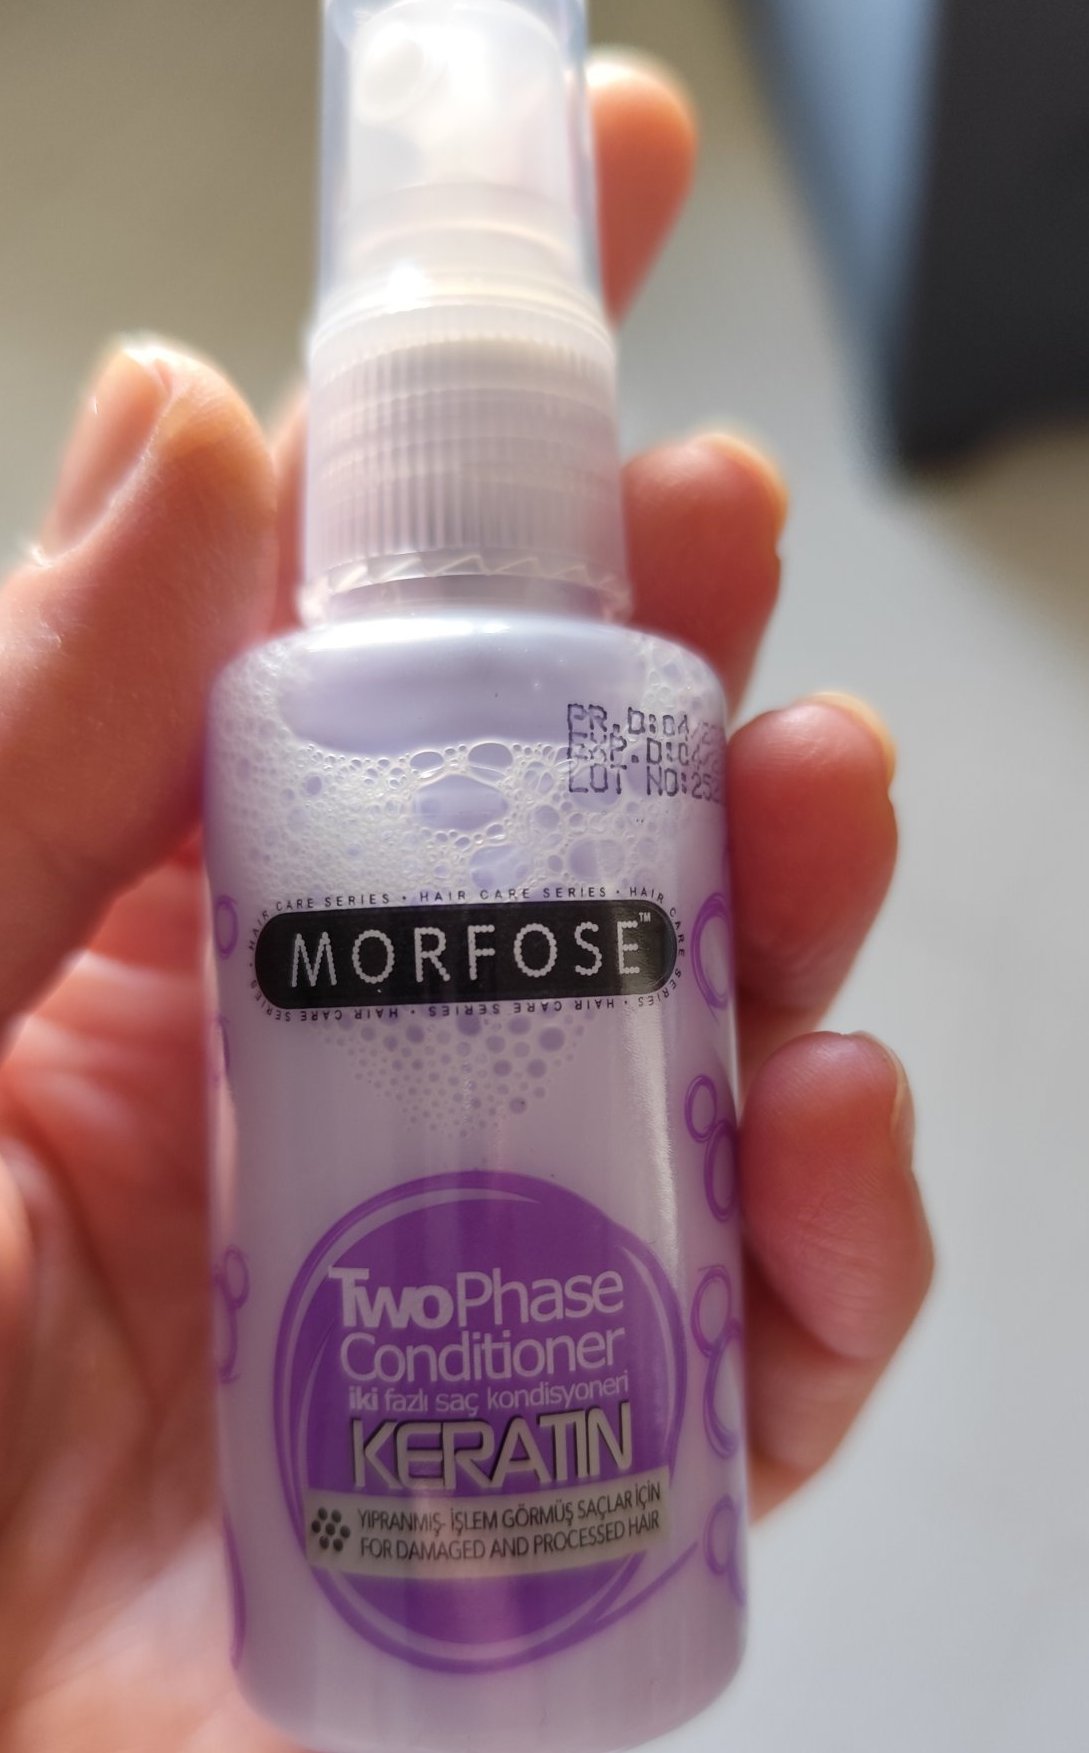 PR.D:04
EXP.D:04
LOT NO:252
HAIR CARE SERIES • HAIR CARE SERIES • HAIR CARE SERIES • HAIR CARE SERIES • HAIR CARE SERIES •
MORFOSE™
TwoPhase
Conditioner
iki fazlı saç kondisyoneri
KERATIN
YIPRANMIŞ- İŞLEM GÖRMÜŞ SAÇLAR İÇİN
FOR DAMAGED AND PROCESSED HAIR